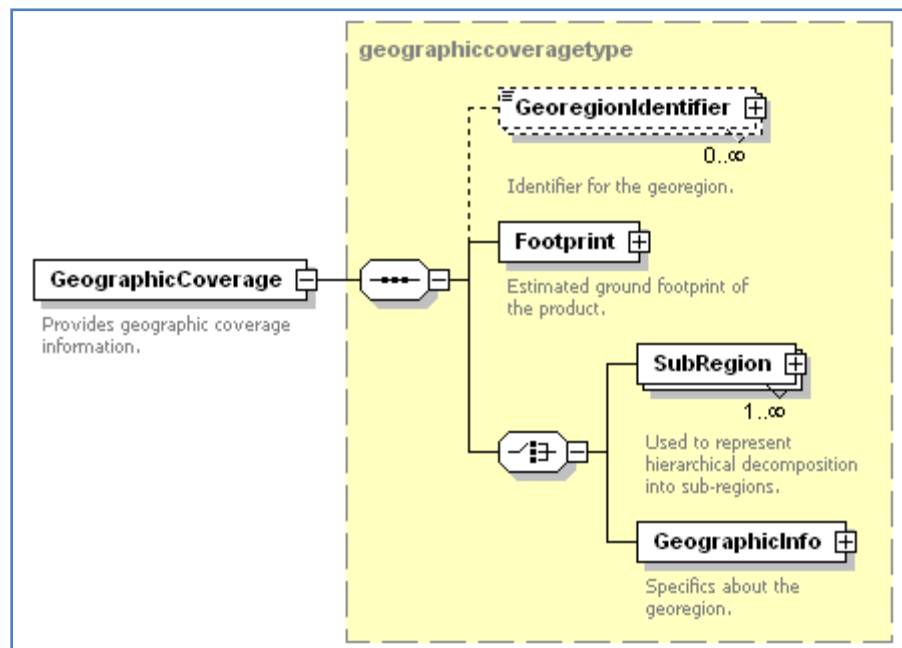 geographiccoveragetype
GeoregionIdentifier
0..∞
Identifier for the georegion.
Footprint
Estimated ground footprint of
the product.
GeographicCoverage
Provides geographic coverage
information.
SubRegion
1..∞
Used to represent
hierarchical decomposition
into sub-regions.
GeographicInfo
Specifics about the
georegion.